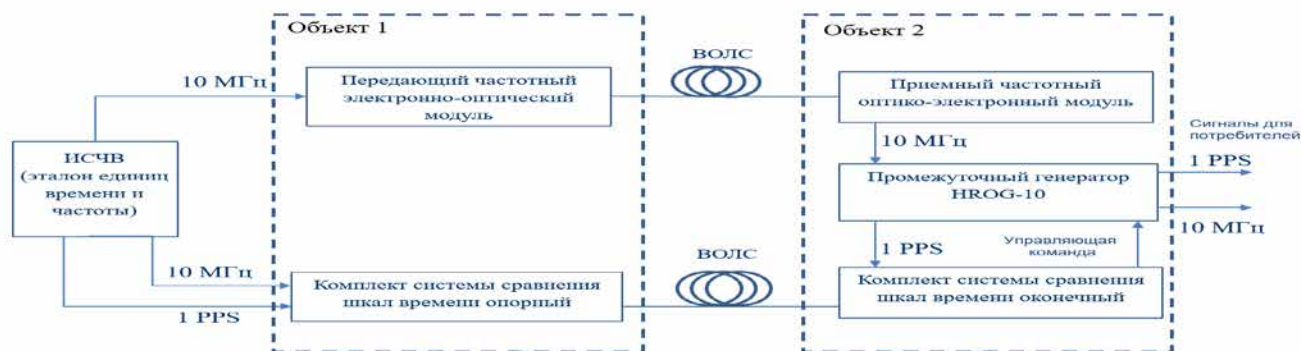 Объект 1
ВОЛС
Объект 2
10 МГц
Передающий частотный
электронно-оптический
модуль
Приемный частотный
оптико-электронный модуль
Сигналы для
потребителей
10 МГц
1 PPS
ИСЧВ
(эталон единиц
времени и
частоты)
Промежуточный генератор
HROG-10
10 МГц
1 PPS
Управляющая
команда
ВОЛС
10 МГц
Комплект системы сравнения
шкал времени опорный
Комплект системы сравнения
шкал времени оконечный
1 PPS